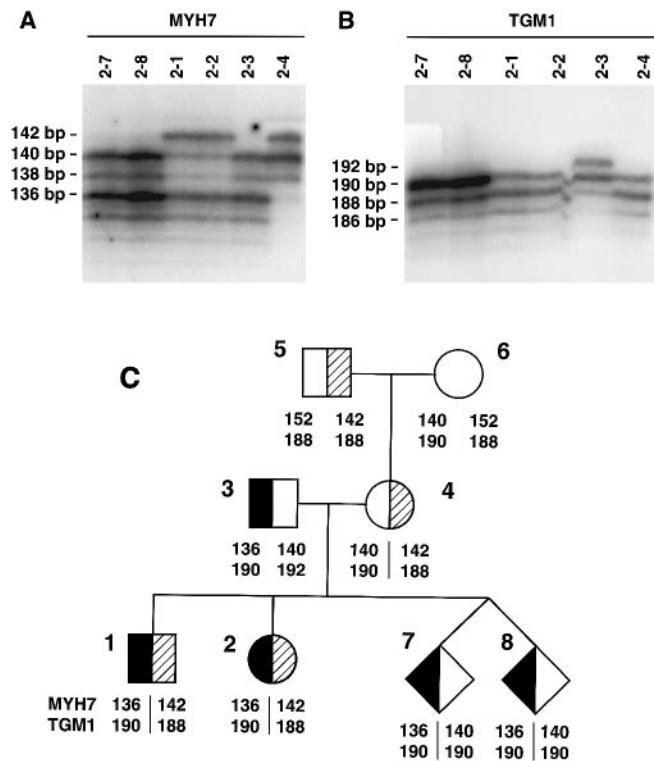 A
MYH7
2-7 2-8 2-1 2-2 2-3 2-4
142 bp -
140 bp -
138 bp -
136 bp -
B
TGM1
2-7 2-8 2-1 2-2 2-3 2-4
192 bp -
190 bp -
188 bp -
186 bp -
C
5 6
152 142 140 152
188 188 190 188
3 4
136 140 140 142
190 192 190 188
1 2 7 8
MYH7 136 142 136 142
TGM1 190 188 190 188
136 140 136 140
190 190 190 190